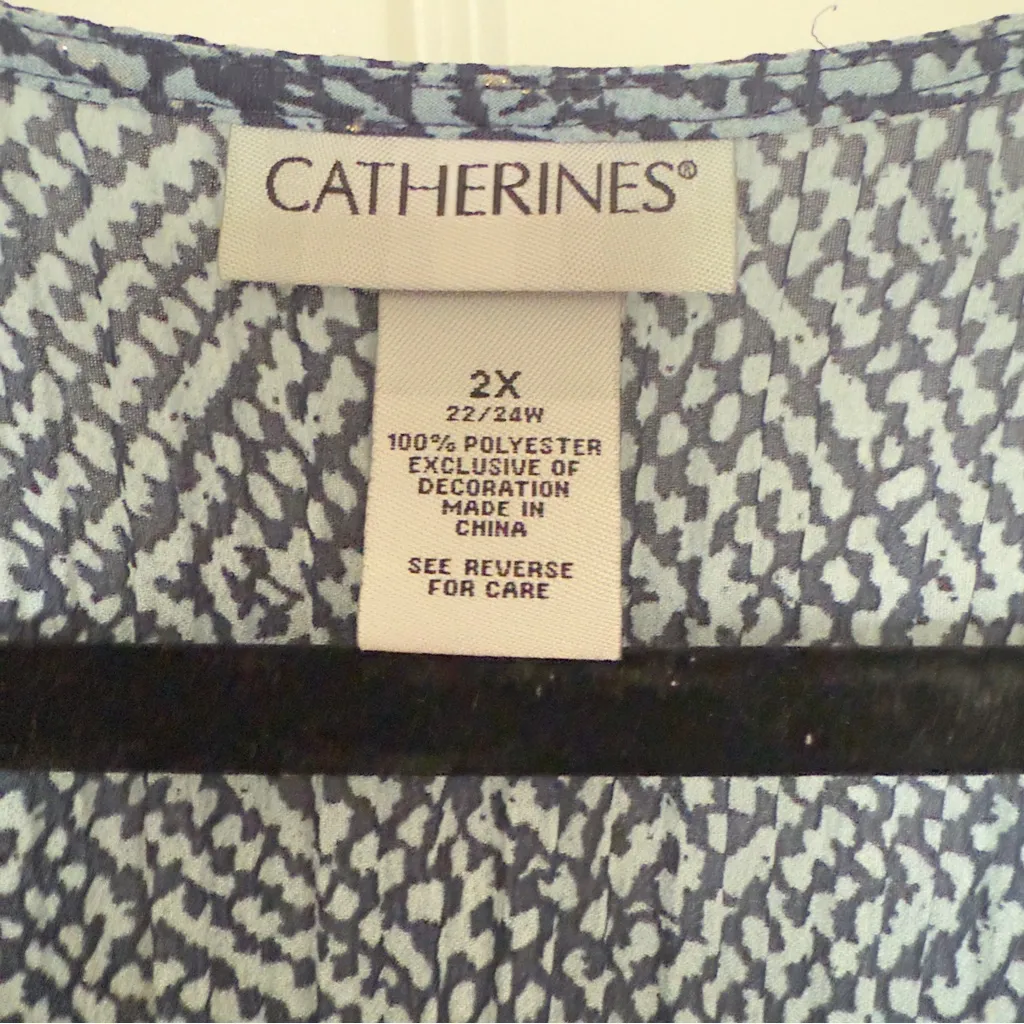 CATHERINES®
2X
22/24W
100% POLYESTER
EXCLUSIVE OF
DECORATION
MADE IN
CHINA
SEE REVERSE
FOR CARE